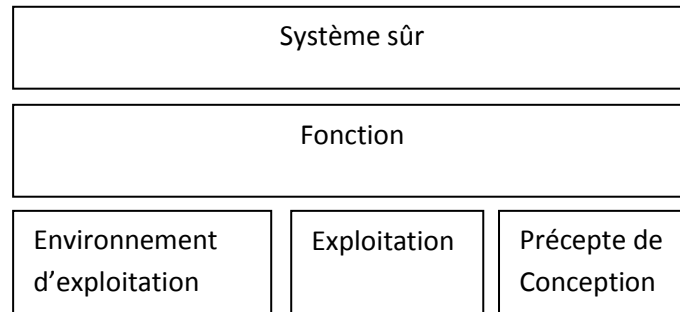 Système sûr
Fonction
Environnement
d’exploitation
Exploitation
Précepte de
Conception